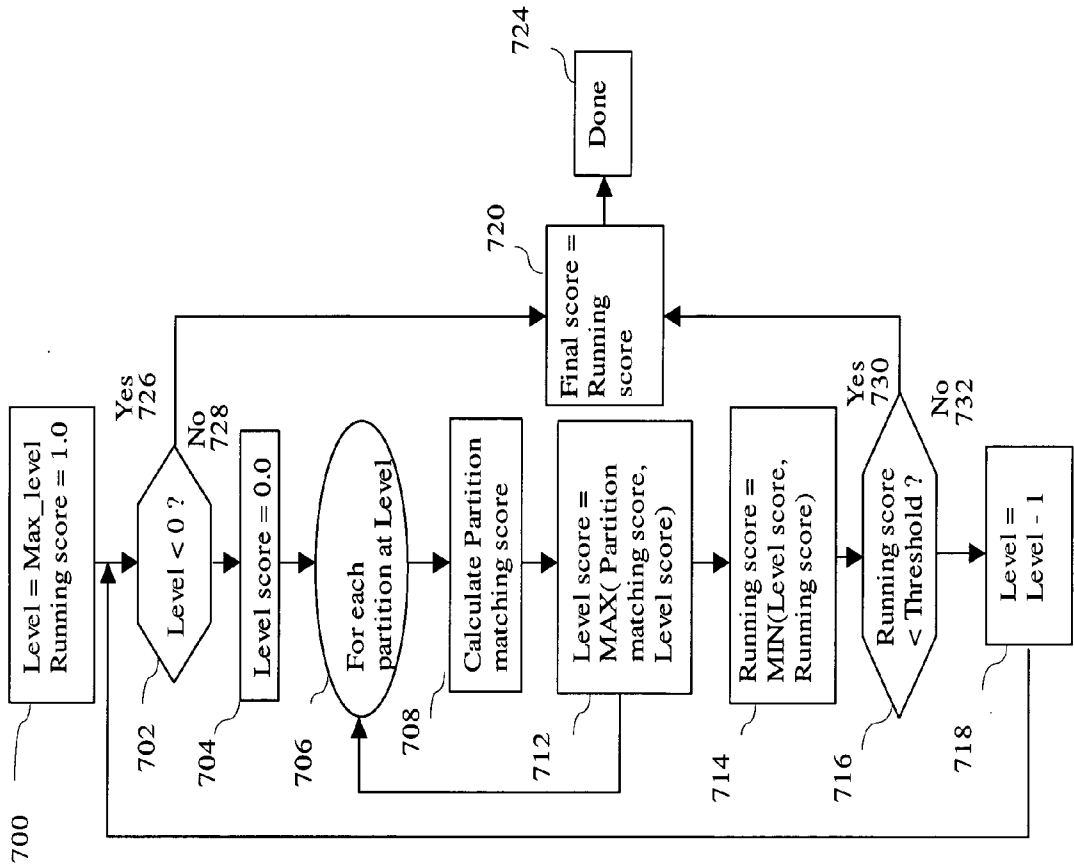 700
Level = Max_level
Running score = 1.0
702
Level < 0 ?
Yes
726
No
728
704
Level score = 0.0
706
For each
partition at Level
708
Calculate Partition
matching score
712
Level score =
MAX( Partition
matching score,
Level score)
714
Running score =
MIN(Level score,
Running score)
716
Running score
< Threshold ?
Yes
730
No
732
718
Level =
Level - 1
720
Final score =
Running
score
724
Done